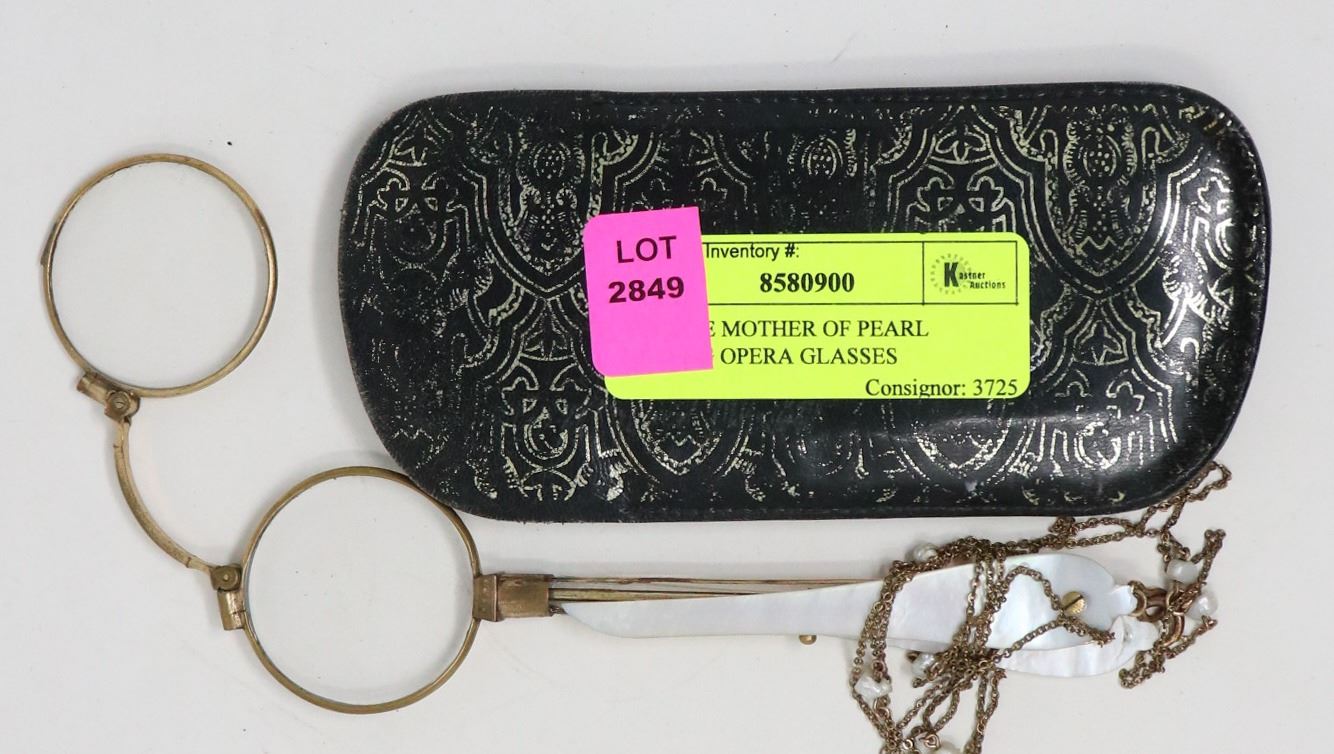 LOT
2849
Inventory #:
8580900
Kastner
Auctions
MOTHER OF PEARL
OPERA GLASSES
Consignor: 3725